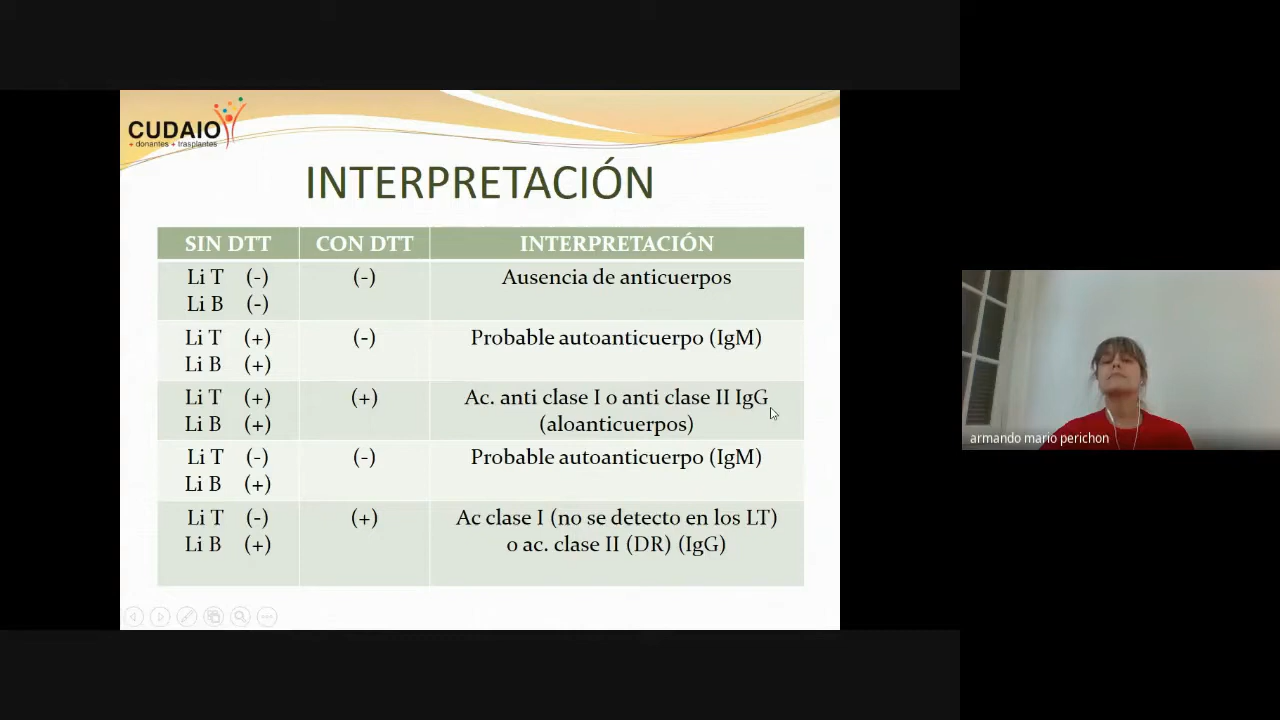 CUDAIO
+ donantes + trasplantes
INTERPRETACIÓN
SIN DTT CON DTT INTERPRETACIÓN
Li T (-) (-) Ausencia de anticuerpos
Li B (-)
Li T (+) (-) Probable autoanticuerpo (IgM)
Li B (+)
Li T (+) (+) Ac. anti clase I o anti clase II IgG
Li B (+) (aloanticuerpos)
Li T (-) (-) Probable autoanticuerpo (IgM)
Li B (+)
Li T (-) (+) Ac clase I (no se detecto en los LT)
Li B (+) o ac. clase II (DR) (IgG)
armando mario perichon